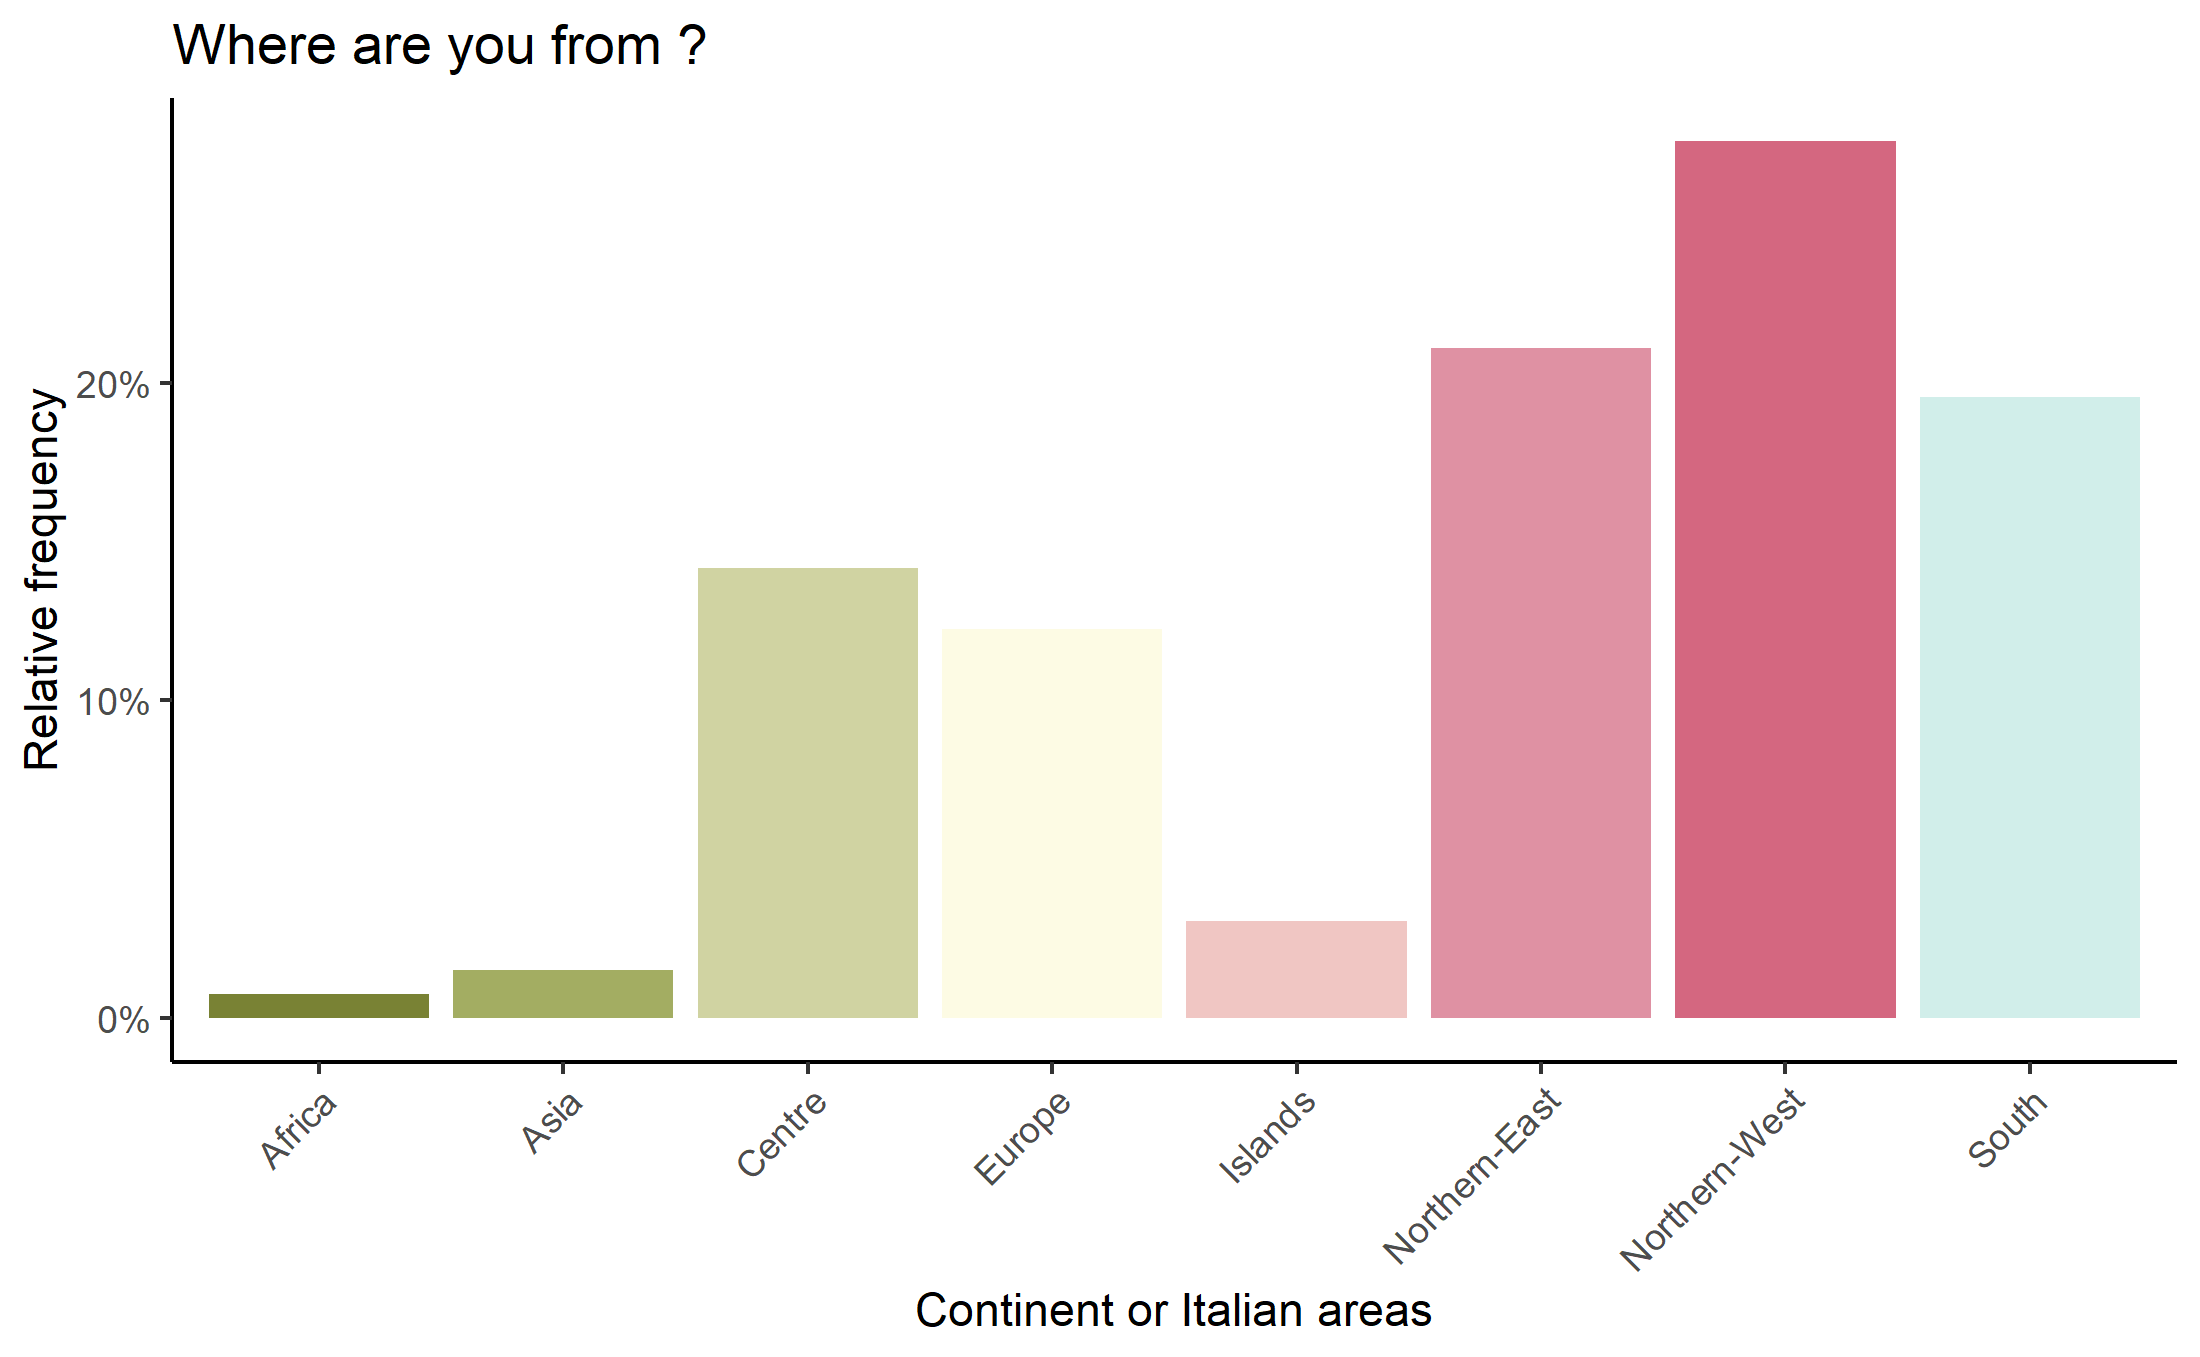 Where are you from ?
Relative frequency
20%
10%
0%
Africa
Asia
Centre
Europe
Islands
Northern-East
Northern-West
South
Continent or Italian areas